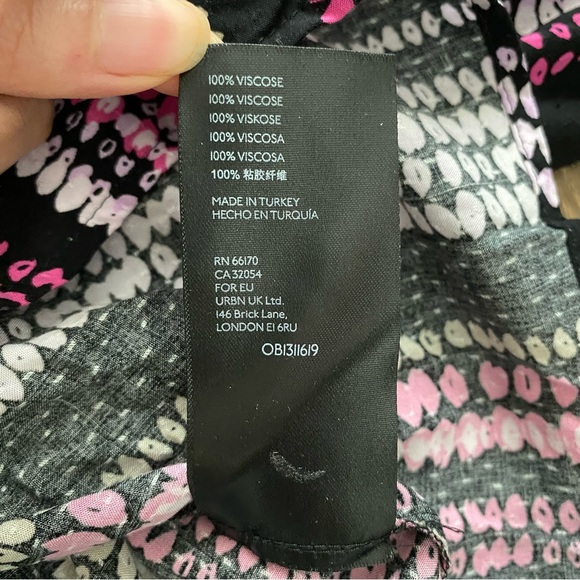 100% VISCOSE
100% VISCOSE
100% VISKOSE
100% VISCOSA
100% VISCOSA
100% 粘胶纤维
MADE IN TURKEY
HECHO EN TURQUÍA
RN 66170
CA 32054
FOR EU
URBN UK Ltd.
146 Brick Lane,
LONDON E1 6RU
OB1311619